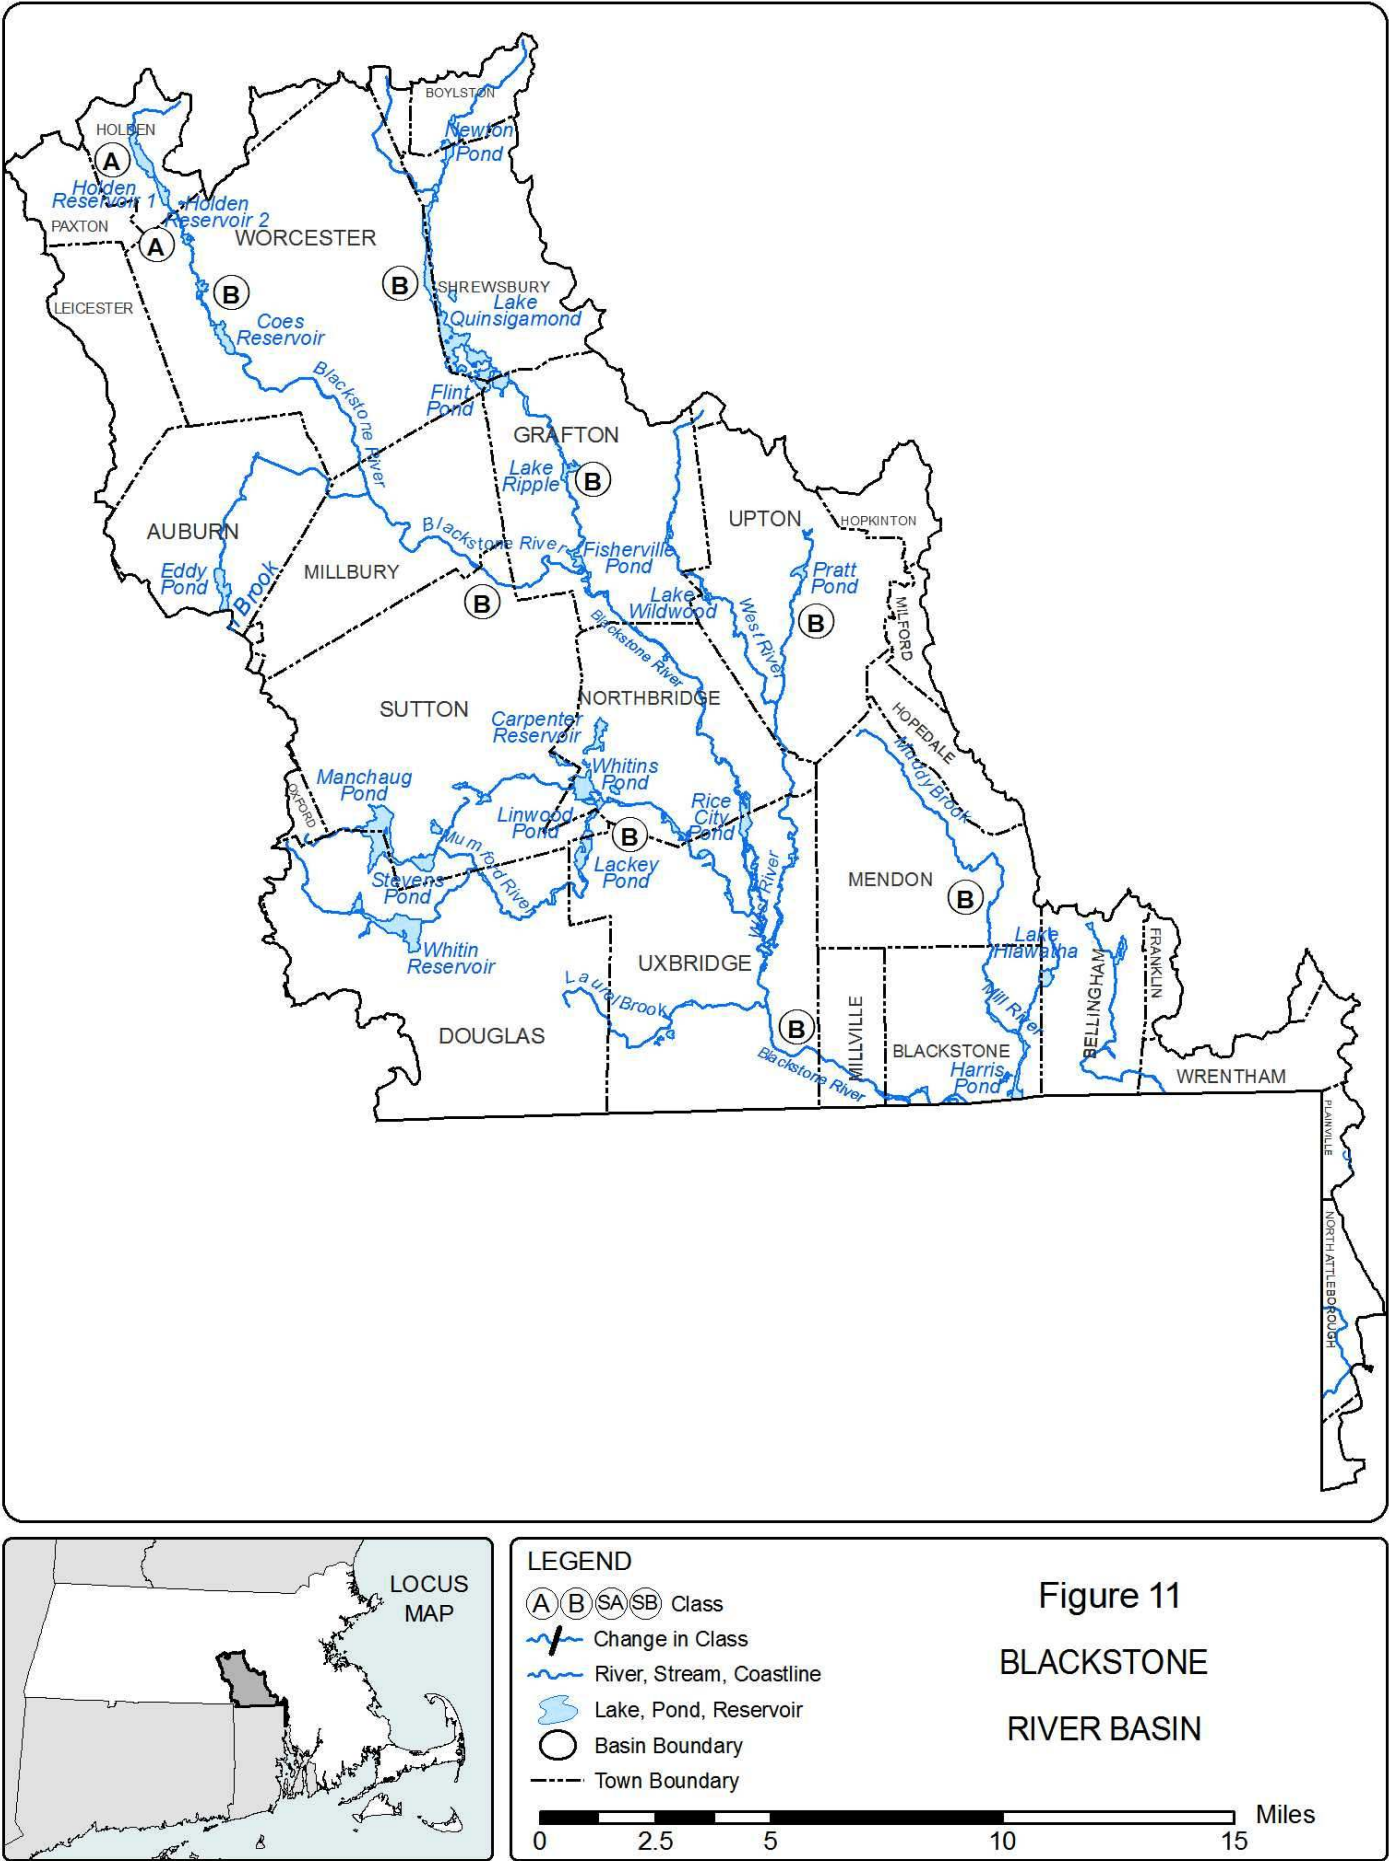 BOYLSTON
Newton
Pond
HOLDEN
A
Holden
Reservoir 1
Holden
Reservoir 2
PAXTON
A
WORCESTER
B
B
SHREWSBURY
Lake
Quinsigamond
LEICESTER
Coes
Reservoir
Blackstone River
Flint
Pond
GRAFTON
Lake
Ripple
B
AUBURN
Blackstone River
UPTON
HOPKINTON
Eddy
Pond
Brook
MILLBURY
Fisherville
Pond
Pratt
Pond
B
Lake
Wildwood
West River
B
MILFORD
Blackstone River
SUTTON
NORTHBRIDGE
Carpenter
Reservoir
HOPEDALE
Muddy Brook
Manchaug
Pond
OXFORD
Whitins
Pond
Linwood
Pond
B
Rice
City
Pond
Mumford River
Stevens
Pond
Lackey
Pond
West River
MENDON
B
Whitin
Reservoir
UXBRIDGE
Lake
Hiawatha
BELLINGHAM
FRANKLIN
Laurel Brook
Mill River
DOUGLAS
B
MILLVILLE
BLACKSTONE
Blackstone River
Harris
Pond
WRENTHAM
PLAINVILLE
NORTH ATTLEBOROUGH
LOCUS
MAP
LEGEND
A B SA SB Class
Change in Class
River, Stream, Coastline
Lake, Pond, Reservoir
Basin Boundary
Town Boundary
Figure 11
BLACKSTONE
RIVER BASIN
Miles
0 2.5 5 10 15